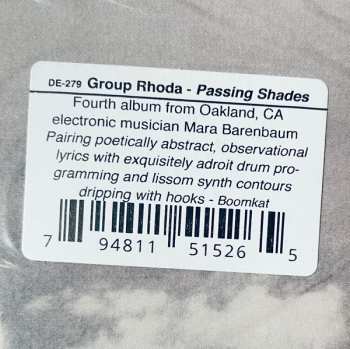 DE-279 Group Rhoda - Passing Shades
Fourth album from Oakland, CA
electronic musician Mara Barenbaum
Pairing poetically abstract, observational
lyrics with exquisitely adroit drum pro-
gramming and lissom synth contours
dripping with hooks - Boomkat
7 94811 51526 5